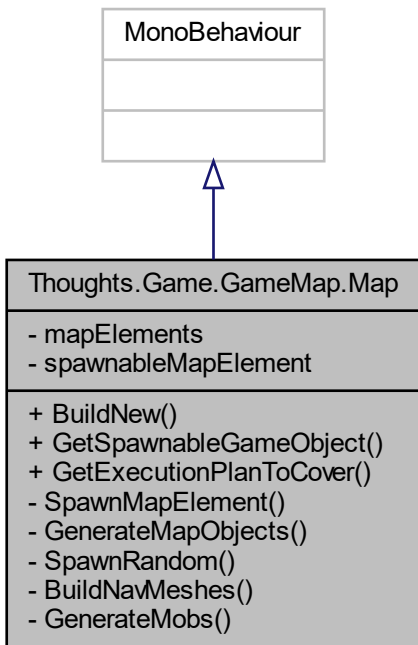 MonoBehaviour
Thoughts.Game.GameMap.Map
- mapElements
- spawnableMapElement
+ BuildNew()
+ GetSpawnableGameObject()
+ GetExecutionPlanToCover()
- SpawnMapElement()
- GenerateMapObjects()
- SpawnRandom()
- BuildNavMeshes()
- GenerateMobs()